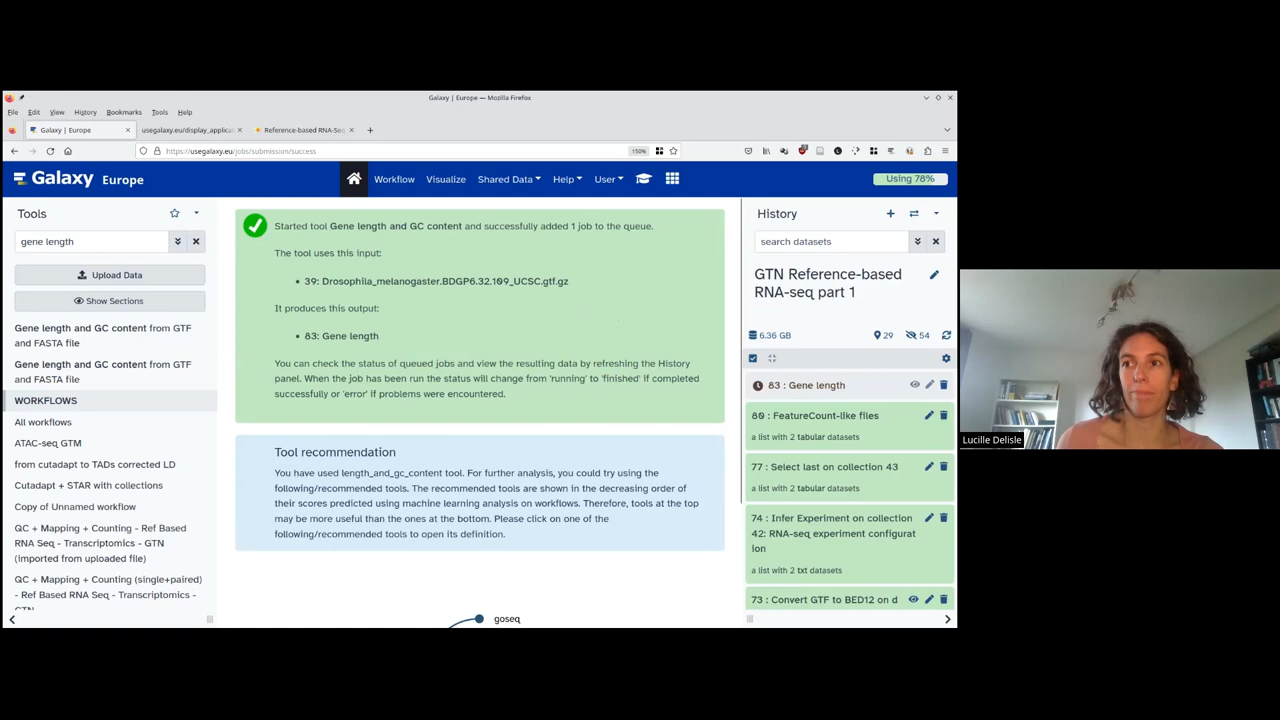 Galaxy | Europe — Mozilla Firefox
File Edit View History Bookmarks Tools Help
Galaxy | Europe
usegalaxy.eu/display_applicat
Reference-based RNA-Seq
https://usegalaxy.eu/jobs/submission/success
150%
Galaxy Europe
Workflow Visualize Shared Data Help User
Using 78%
Tools
gene length
Upload Data
Show Sections
Gene length and GC content from GTF
and FASTA file
Gene length and GC content from GTF
and FASTA file
WORKFLOWS
All workflows
ATAC-seq GTM
from cutadapt to TADs corrected LD
Cutadapt + STAR with collections
Copy of Unnamed workflow
QC + Mapping + Counting - Ref Based
RNA Seq - Transcriptomics - GTN
(imported from uploaded file)
QC + Mapping + Counting (single+paired)
- Ref Based RNA Seq - Transcriptomics -
GTN
Started tool Gene length and GC content and successfully added 1 job to the queue.
The tool uses this input:
39: Drosophila_melanogaster.BDGP6.32.109_UCSC.gtf.gz
It produces this output:
83: Gene length
You can check the status of queued jobs and view the resulting data by refreshing the History
panel. When the job has been run the status will change from 'running' to 'finished' if completed
successfully or 'error' if problems were encountered.
Tool recommendation
You have used length_and_gc_content tool. For further analysis, you could try using the
following/recommended tools. The recommended tools are shown in the decreasing order of
their scores predicted using machine learning analysis on workflows. Therefore, tools at the top
may be more useful than the ones at the bottom. Please click on one of the
following/recommended tools to open its definition.
goseq
History
search datasets
GTN Reference-based
RNA-seq part 1
6.36 GB
29
54
83 : Gene length
80 : FeatureCount-like files
a list with 2 tabular datasets
77 : Select last on collection 43
a list with 2 tabular datasets
74 : Infer Experiment on collection
42: RNA-seq experiment configurat
ion
a list with 2 txt datasets
73 : Convert GTF to BED12 on d
Lucille Delisle